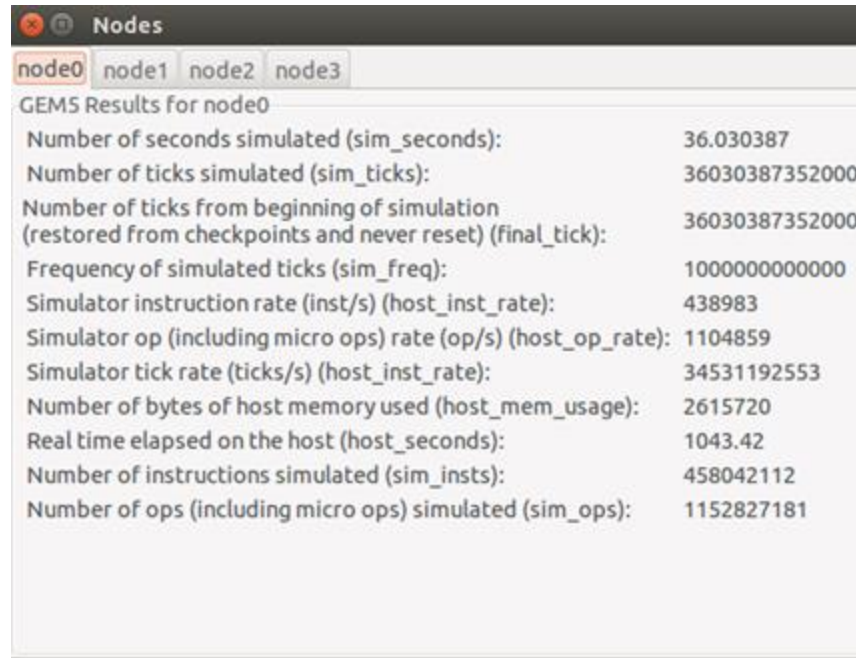 Nodes
node0 node1 node2 node3
GEM5 Results for node0
Number of seconds simulated (sim_seconds): 36.030387
Number of ticks simulated (sim_ticks): 36030387352000
Number of ticks from beginning of simulation
(restored from checkpoints and never reset) (final_tick): 36030387352000
Frequency of simulated ticks (sim_freq): 1000000000000
Simulator instruction rate (inst/s) (host_inst_rate): 438983
Simulator op (including micro ops) rate (op/s) (host_op_rate): 1104859
Simulator tick rate (ticks/s) (host_inst_rate): 34531192553
Number of bytes of host memory used (host_mem_usage): 2615720
Real time elapsed on the host (host_seconds): 1043.42
Number of instructions simulated (sim_insts): 458042112
Number of ops (including micro ops) simulated (sim_ops): 1152827181